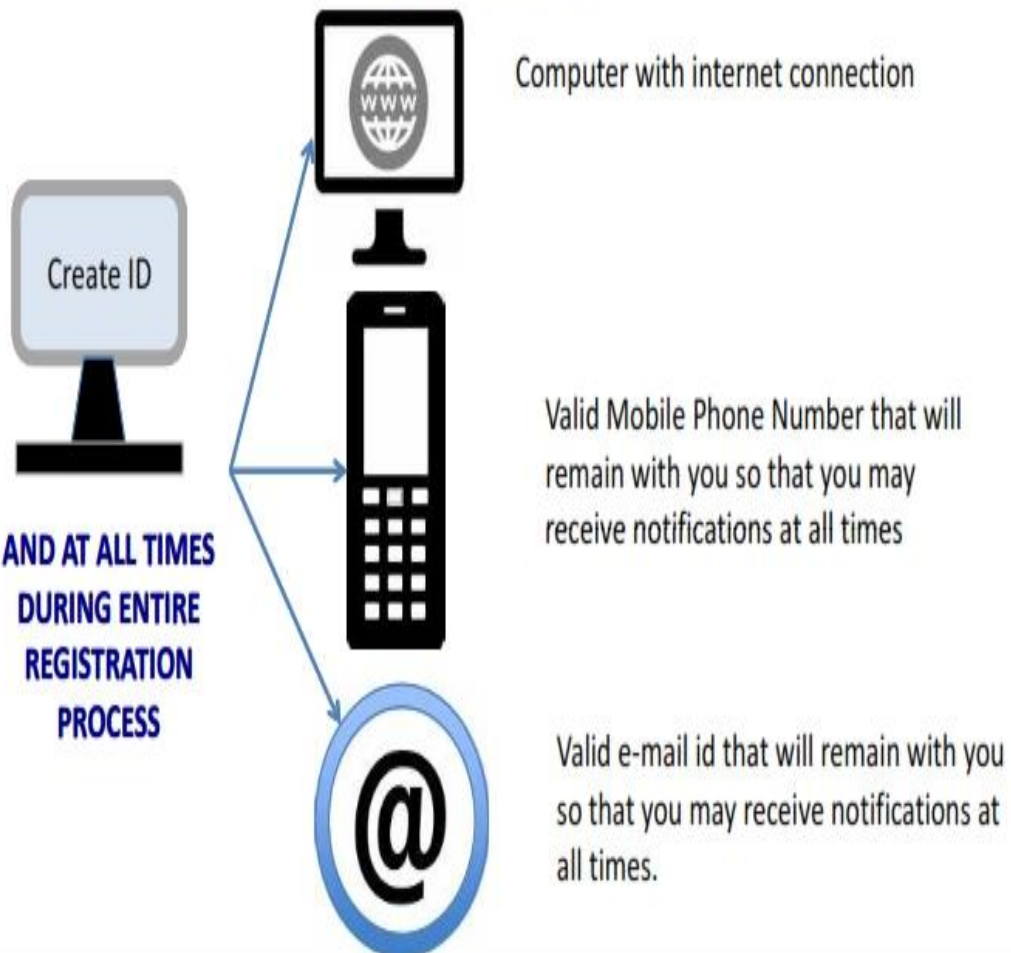 Create ID
AND AT ALL TIMES
DURING ENTIRE
REGISTRATION
PROCESS
WWW
Computer with internet connection
Valid Mobile Phone Number that will
remain with you so that you may
receive notifications at all times
@
Valid e-mail id that will remain with you
so that you may receive notifications at
all times.